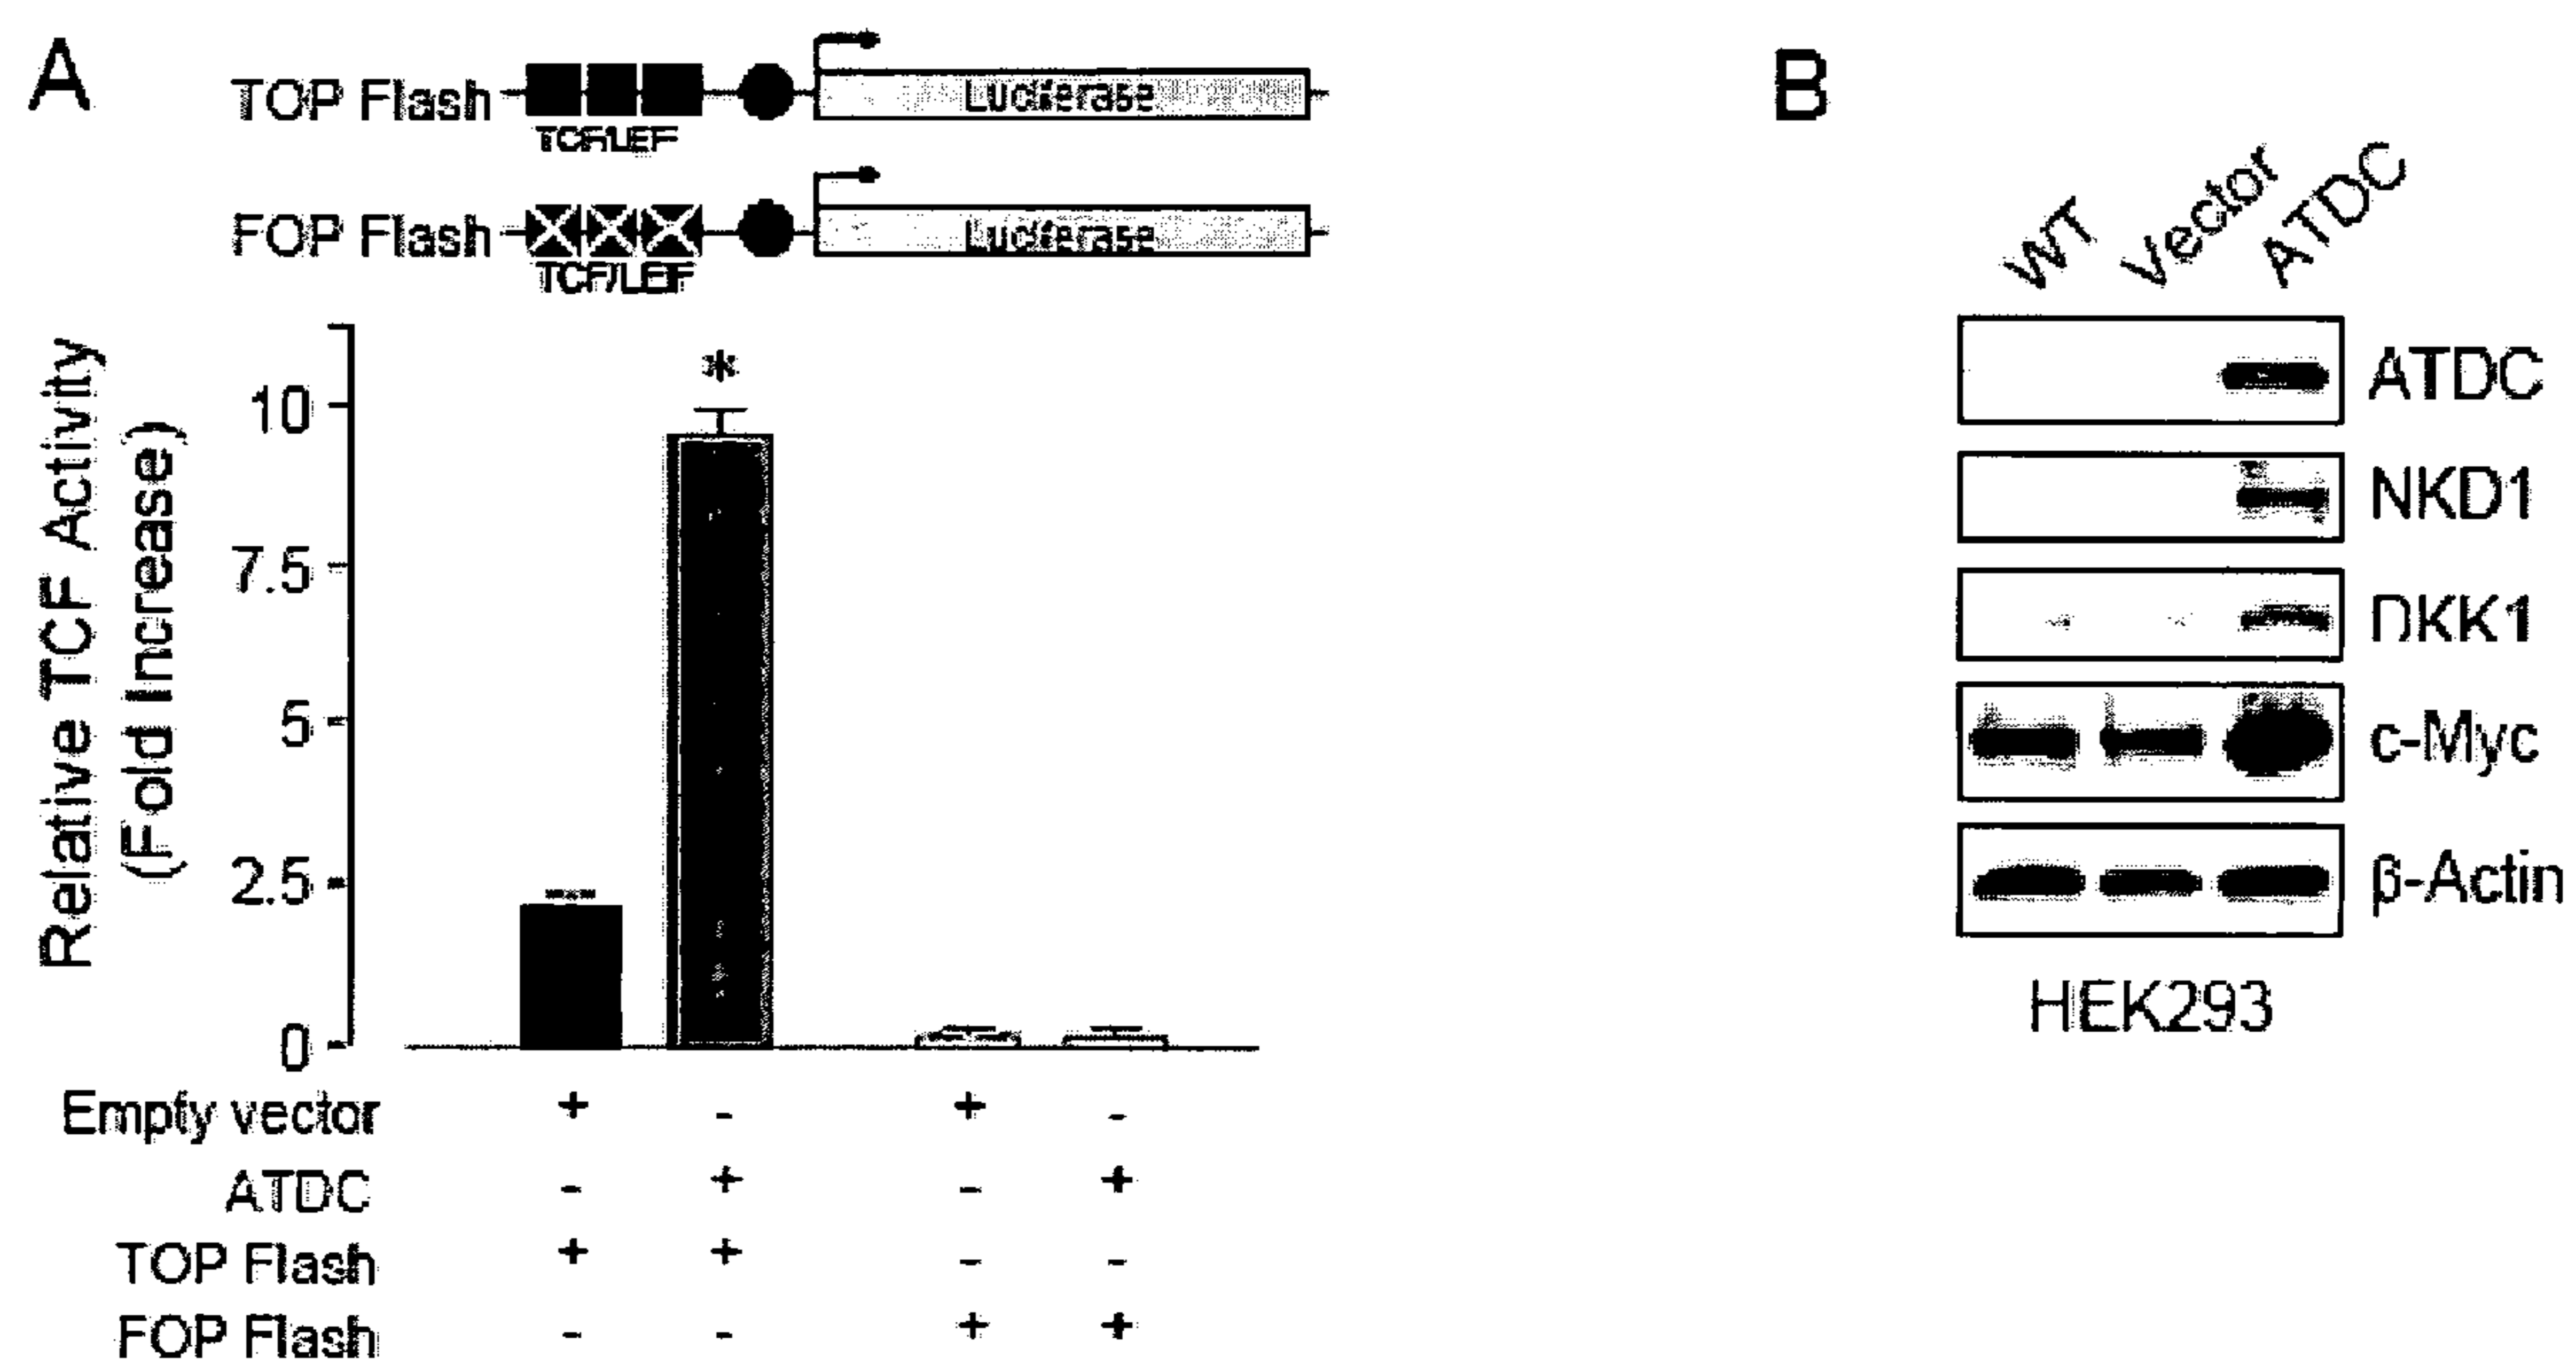 A
TOP Flash
Luciferase
TCF/LEF
FOP Flash
Luciferase
TCF/LEF
Relative TCF Activity
(Fold Increase)
10
7.5
5
2.5
0
*
Empty vector + - + -
ATDC - + - +
TOP Flash + + - -
FOP Flash - - + +
B
WT Vector ATDC
ATDC
NKD1
DKK1
c-Myc
β-Actin
HEK293